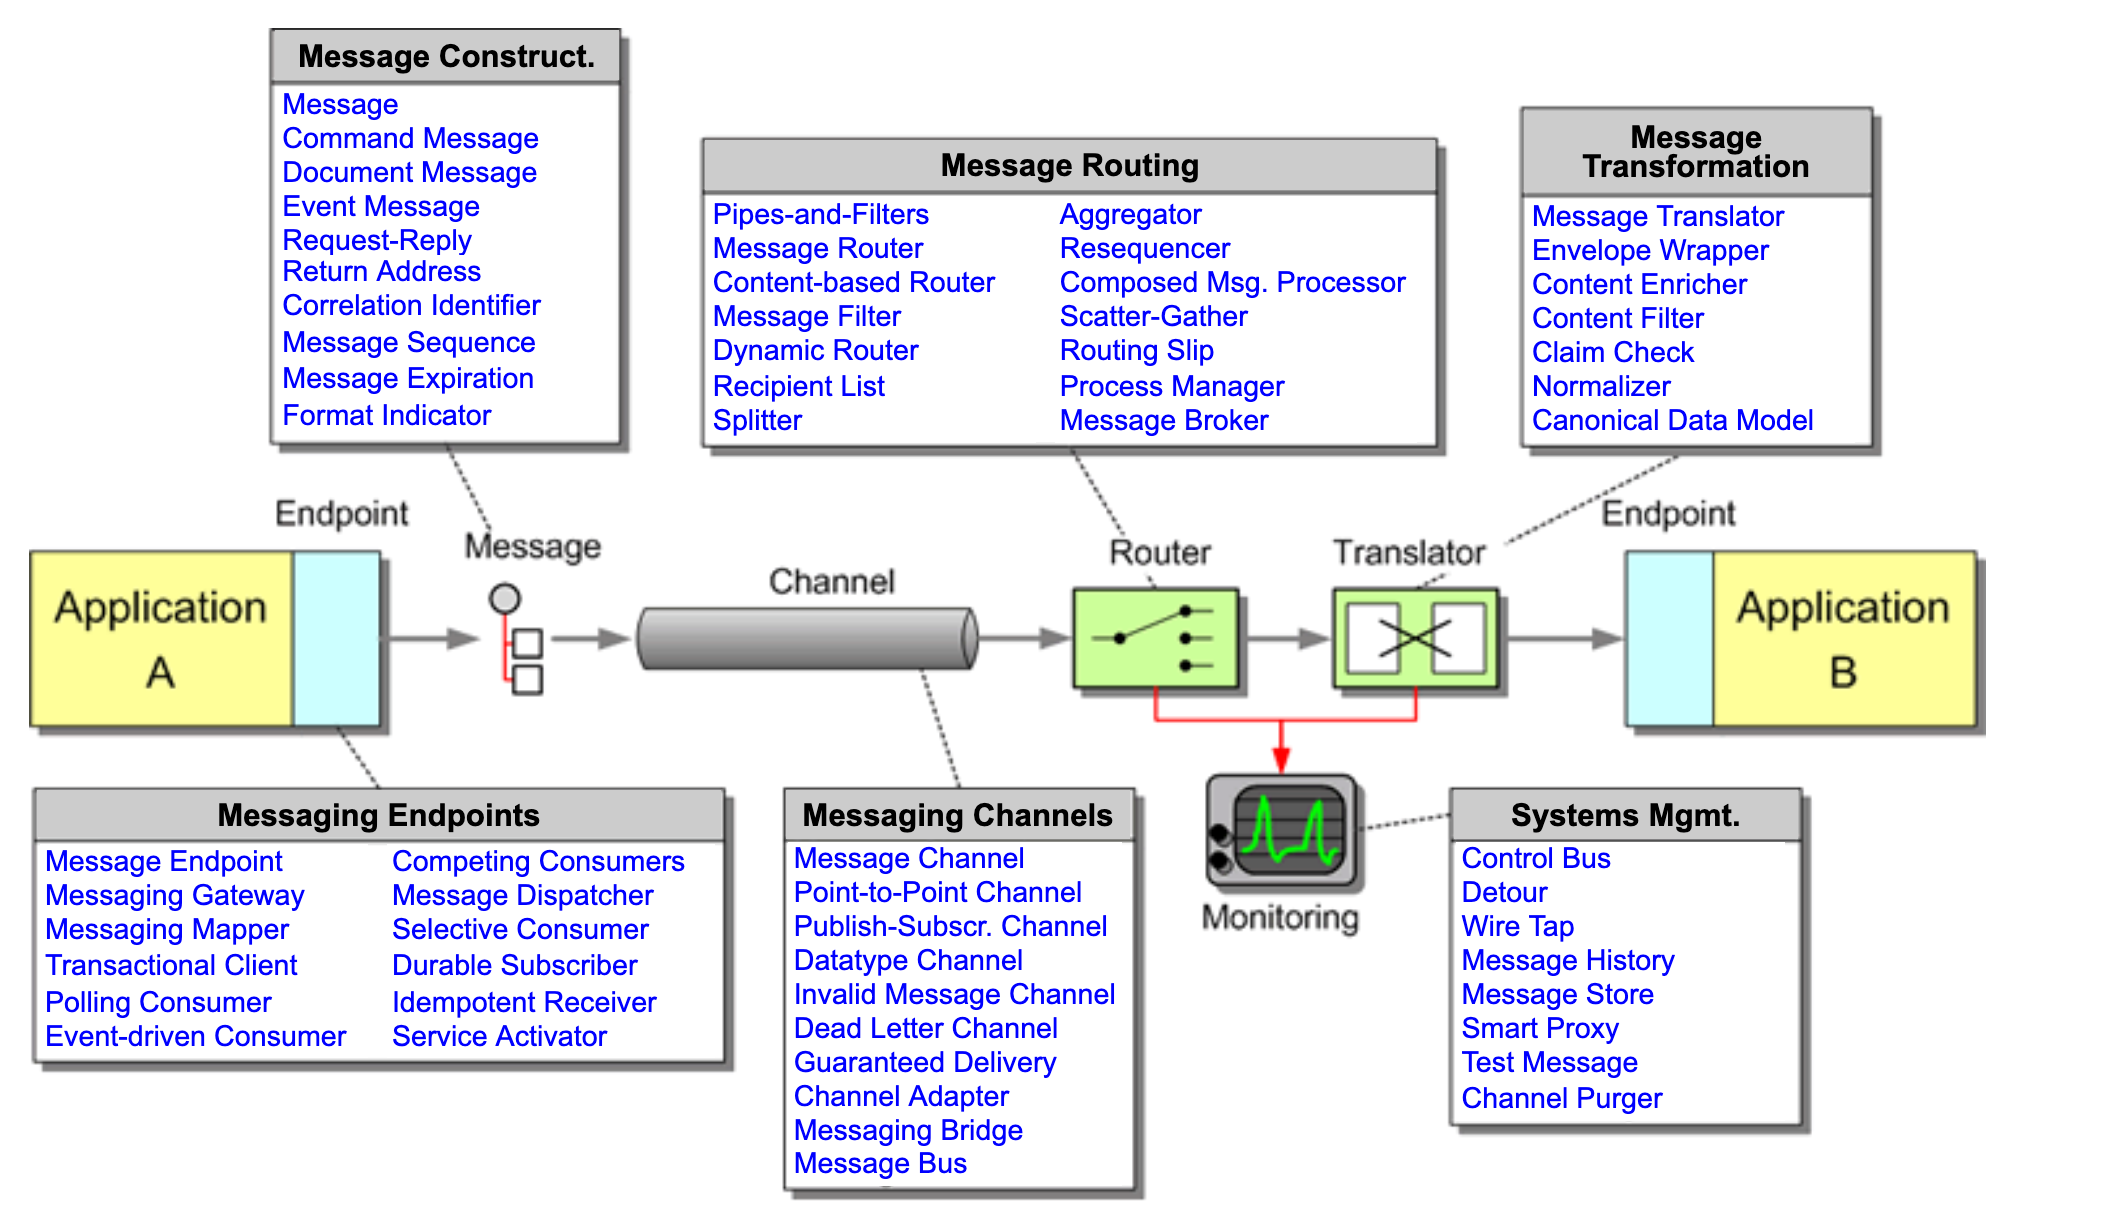 Message Construct.
Message
Command Message
Document Message
Event Message
Request-Reply
Return Address
Correlation Identifier
Message Sequence
Message Expiration
Format Indicator
Message Routing
Pipes-and-Filters
Message Router
Content-based Router
Message Filter
Dynamic Router
Recipient List
Splitter
Aggregator
Resequencer
Composed Msg. Processor
Scatter-Gather
Routing Slip
Process Manager
Message Broker
Message
Transformation
Message Translator
Envelope Wrapper
Content Enricher
Content Filter
Claim Check
Normalizer
Canonical Data Model
Endpoint
Message
Channel
Router
Translator
Endpoint
Application
A
Application
B
Messaging Endpoints
Message Endpoint
Messaging Gateway
Messaging Mapper
Transactional Client
Polling Consumer
Event-driven Consumer
Competing Consumers
Message Dispatcher
Selective Consumer
Durable Subscriber
Idempotent Receiver
Service Activator
Messaging Channels
Message Channel
Point-to-Point Channel
Publish-Subscr. Channel
Datatype Channel
Invalid Message Channel
Dead Letter Channel
Guaranteed Delivery
Channel Adapter
Messaging Bridge
Message Bus
Monitoring
Systems Mgmt.
Control Bus
Detour
Wire Tap
Message History
Message Store
Smart Proxy
Test Message
Channel Purger